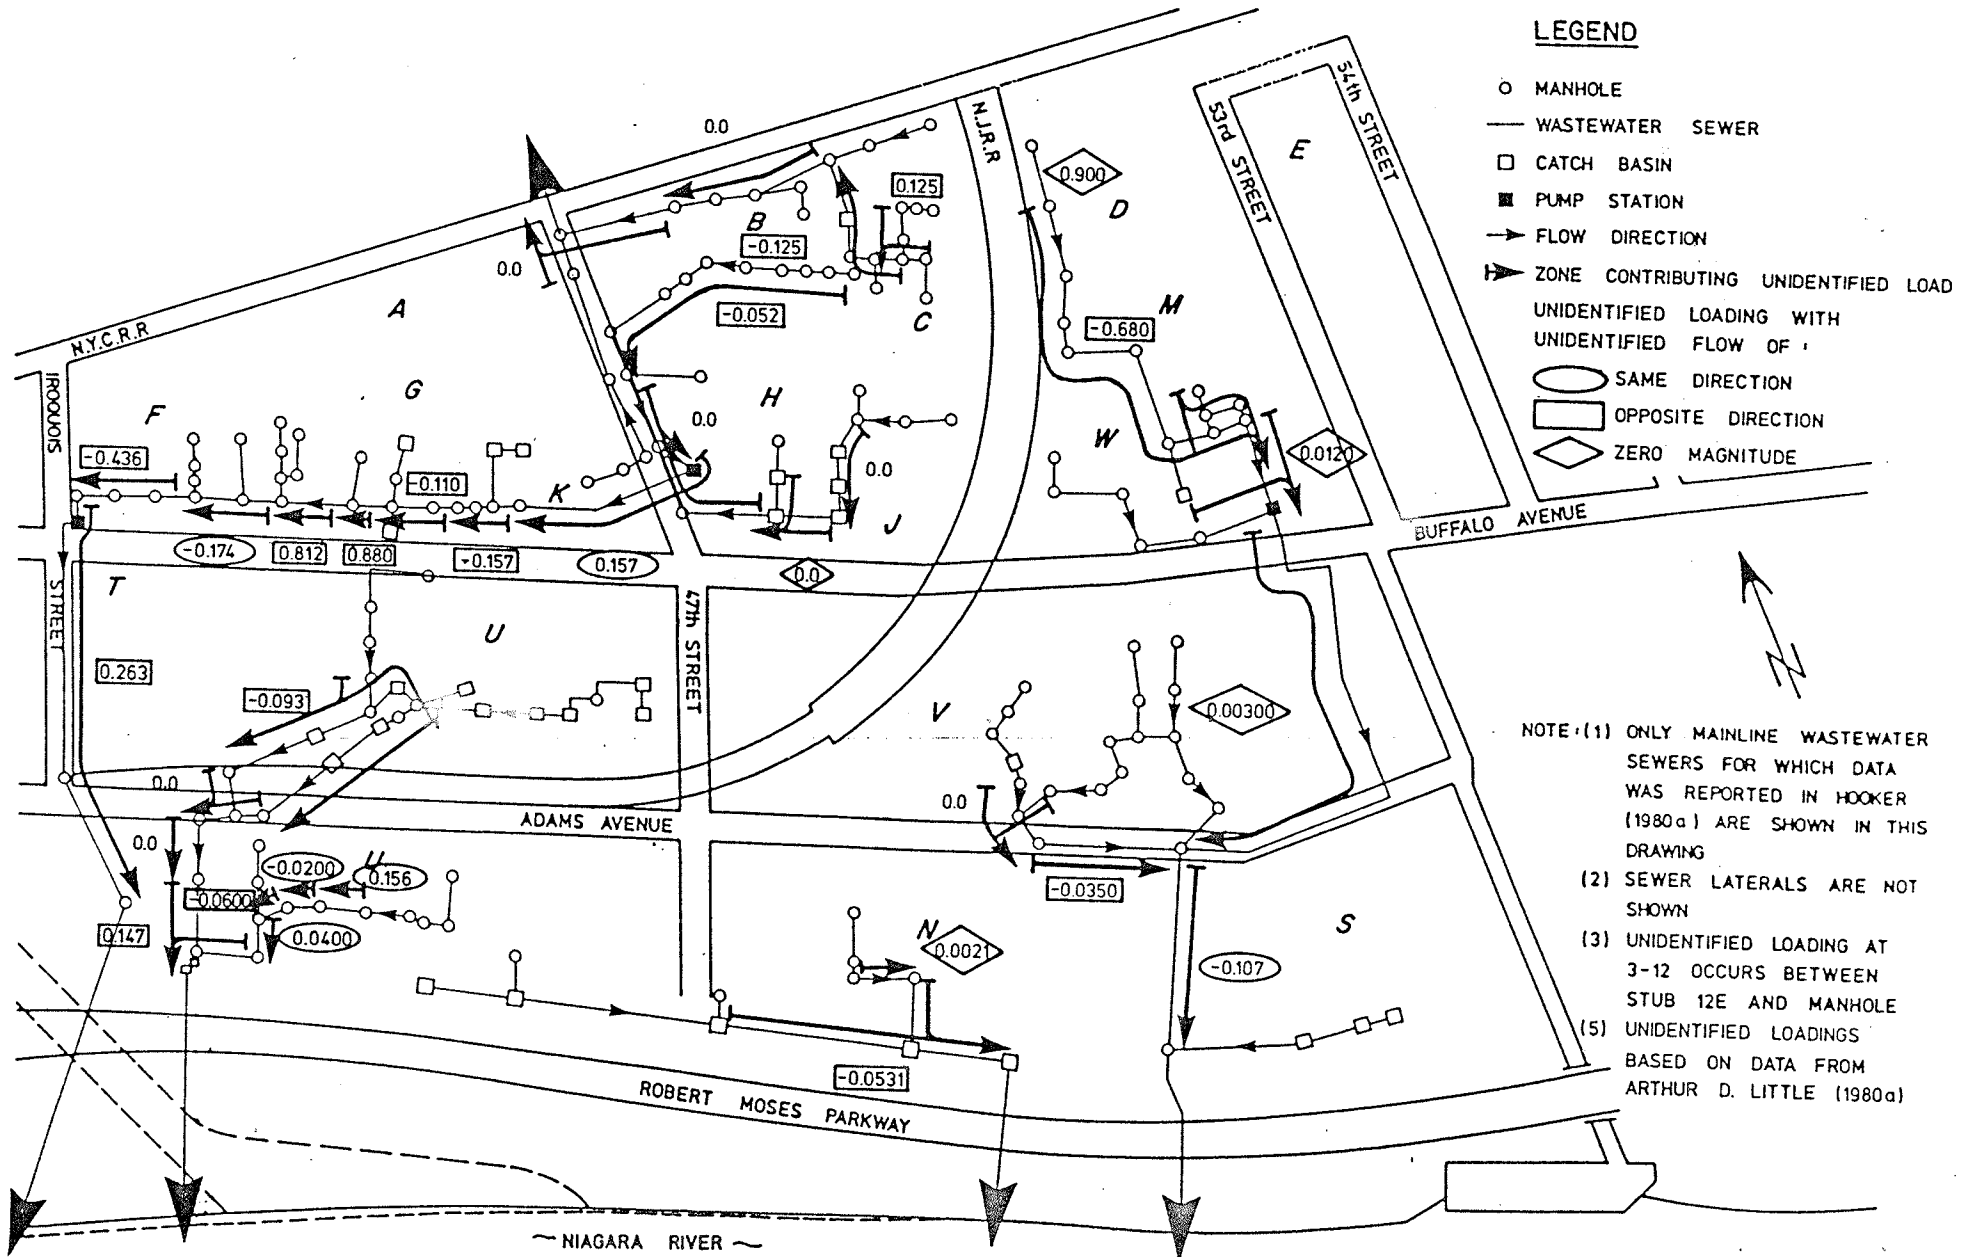 LEGEND
MANHOLE
WASTEWATER SEWER
CATCH BASIN
PUMP STATION
FLOW DIRECTION
ZONE CONTRIBUTING UNIDENTIFIED LOAD
UNIDENTIFIED LOADING WITH
UNIDENTIFIED FLOW OF :
SAME DIRECTION
OPPOSITE DIRECTION
ZERO MAGNITUDE
54th STREET
53rd STREET
E
N.J.R.R
0.0
0.900
D
0.125
B
-0.125
0.0
-0.052
C
A
M
-0.680
N.Y.C.R.R
IROQUOIS
STREET
G
F
H
0.0
W
-0.436
-0.110
K
0.0
0.0120
J
BUFFALO AVENUE
-0.174
0.812
0.880
-0.157
0.157
0.0
T
U
47th STREET
0.263
-0.093
V
0.00300
0.0
0.0
ADAMS AVENUE
0.0
-0.0200
U
0.156
-0.0600
-0.0350
0.147
0.0400
N
0.0021
S
-0.107
-0.0531
ROBERT MOSES PARKWAY
~ NIAGARA RIVER ~
N
NOTE:(1) ONLY MAINLINE WASTEWATER
SEWERS FOR WHICH DATA
WAS REPORTED IN HOOKER
(1980a) ARE SHOWN IN THIS
DRAWING
(2) SEWER LATERALS ARE NOT
SHOWN
(3) UNIDENTIFIED LOADING AT
3-12 OCCURS BETWEEN
STUB 12E AND MANHOLE
(5) UNIDENTIFIED LOADINGS
BASED ON DATA FROM
ARTHUR D. LITTLE (1980a)